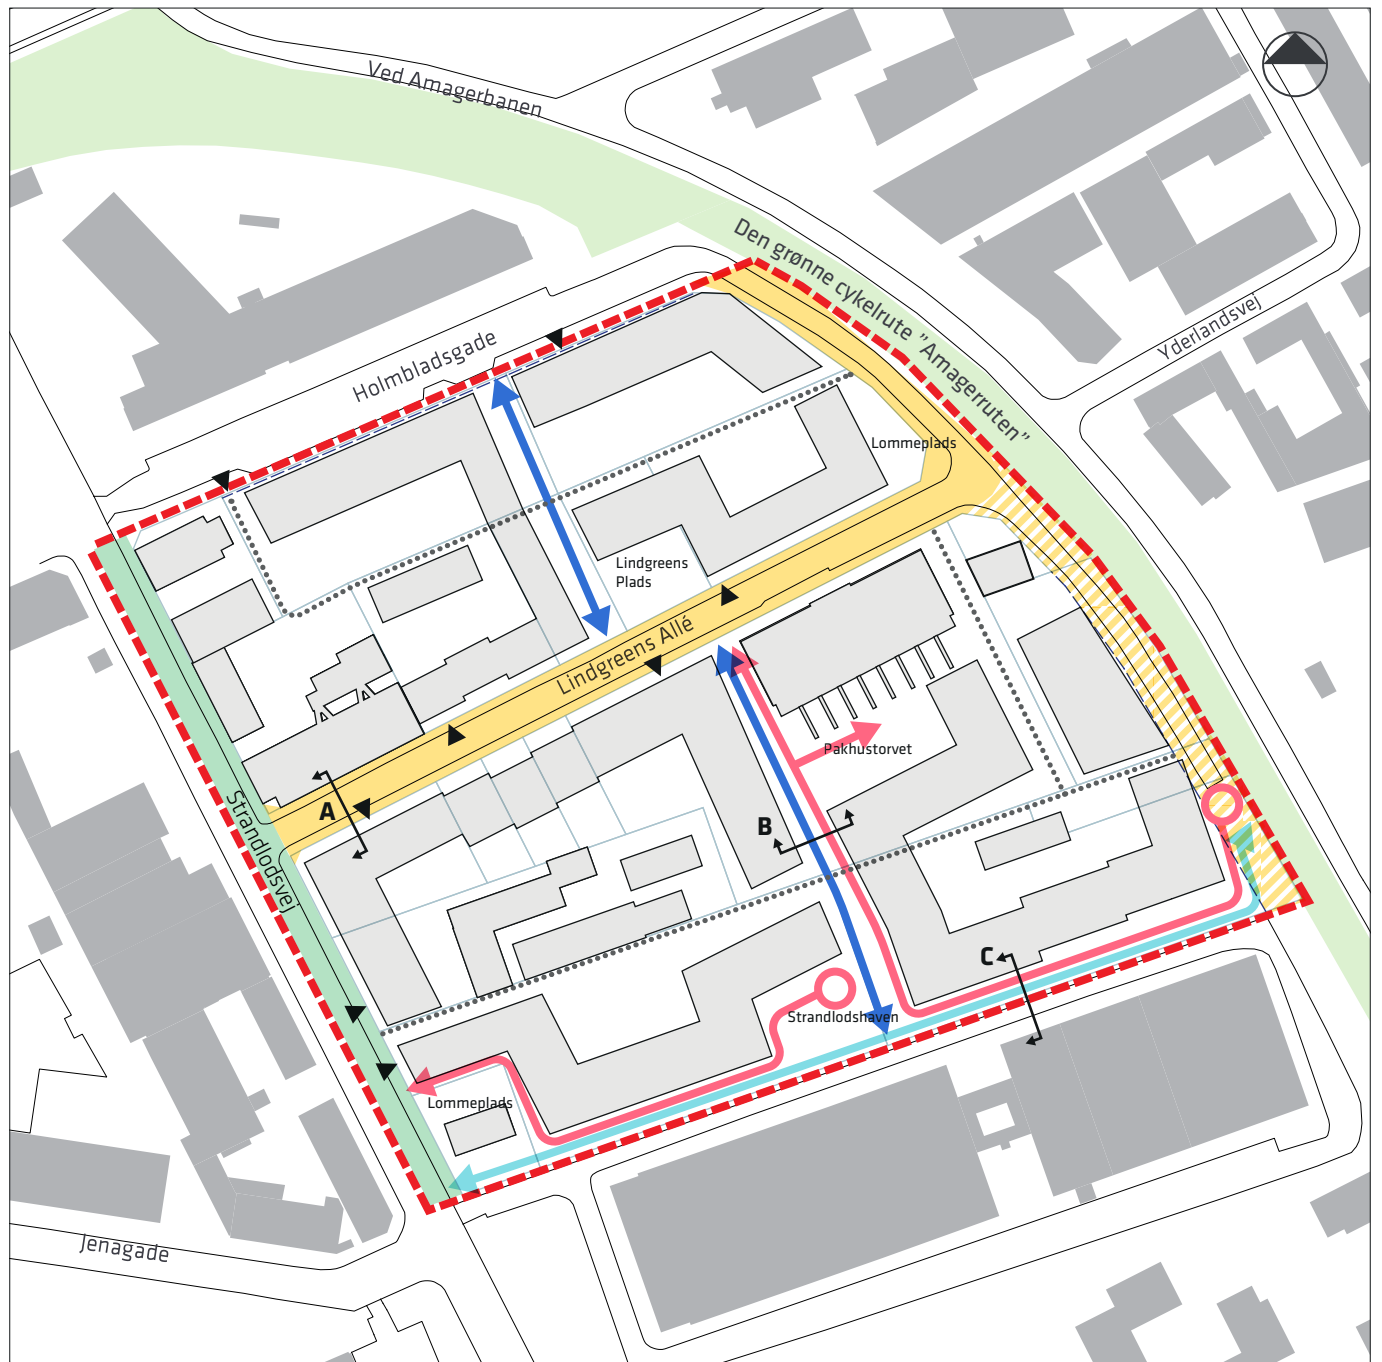 Ved Amagerbanen
Den grønne cykelrute "Amagerruten"
Yderlandsvej
Holmbladsgade
Lommeplads
Lindgreens
Plads
Lindgreens Allé
Pakhustorvet
A
Strandlodsvej
B
C
Strandlodshaven
Lommeplads
Jenagade